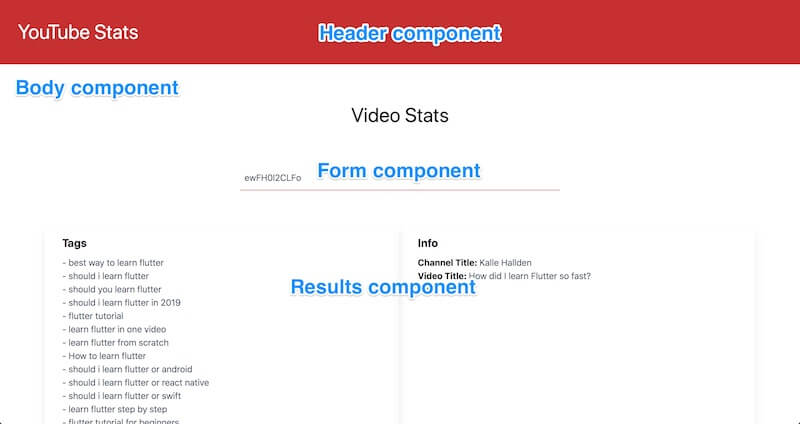 YouTube Stats
Header component
Body component
Video Stats
ewFH0I2CLFo
Form component
Tags
- best way to learn flutter
- should i learn flutter
- should you learn flutter
- should i learn flutter in 2019
- flutter tutorial
- learn flutter in one video
- learn flutter from scratch
- How to learn flutter
- should i learn flutter or android
- should i learn flutter or react native
- should i learn flutter or swift
- learn flutter step by step
- flutter tutorial for beginners
Info
Channel Title: Kalle Hallden
Video Title: How did I learn Flutter so fast?
Results component